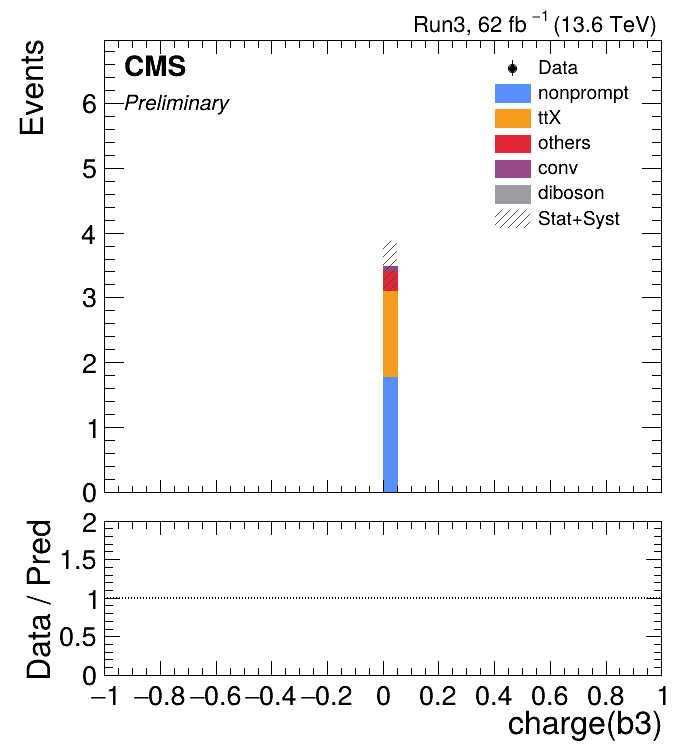 Run3, 62 fb⁻¹ (13.6 TeV)
CMS
Preliminary
Events
Data
nonprompt
ttX
others
conv
diboson
Stat+Syst
6
5
4
3
2
1
0
Data / Pred
2
1.5
1
0.5
0
−1 −0.8 −0.6 −0.4 −0.2 0 0.2 0.4 0.6 0.8 1
charge(b3)